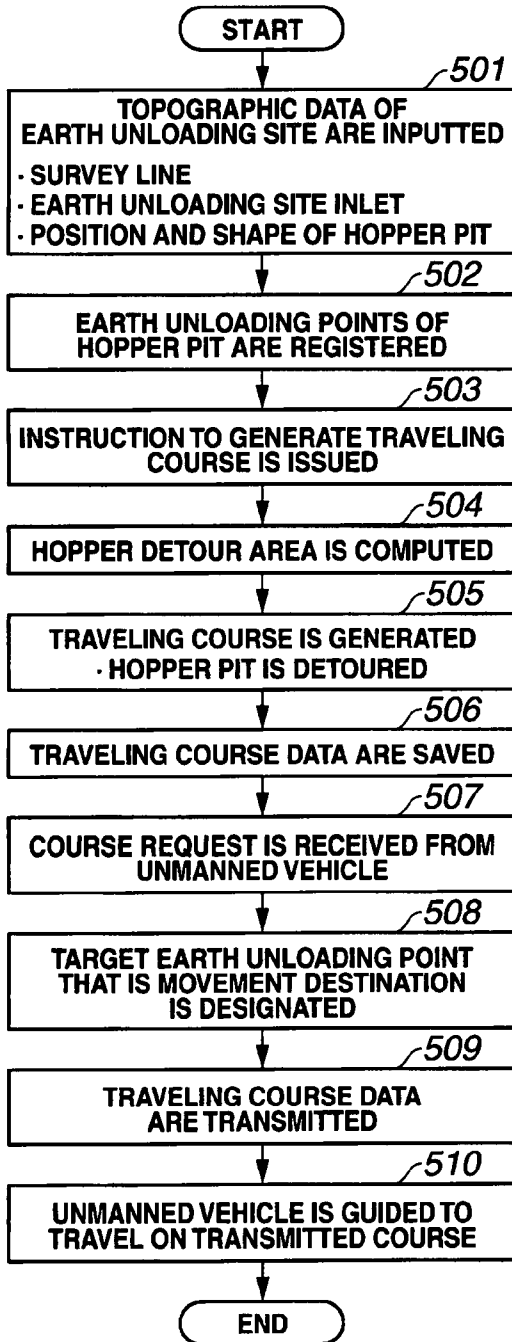 START
501
TOPOGRAPHIC DATA OF
EARTH UNLOADING SITE ARE INPUTTED
· SURVEY LINE
· EARTH UNLOADING SITE INLET
· POSITION AND SHAPE OF HOPPER PIT
502
EARTH UNLOADING POINTS OF
HOPPER PIT ARE REGISTERED
503
INSTRUCTION TO GENERATE TRAVELING
COURSE IS ISSUED
504
HOPPER DETOUR AREA IS COMPUTED
505
TRAVELING COURSE IS GENERATED
· HOPPER PIT IS DETOURED
506
TRAVELING COURSE DATA ARE SAVED
507
COURSE REQUEST IS RECEIVED FROM
UNMANNED VEHICLE
508
TARGET EARTH UNLOADING POINT
THAT IS MOVEMENT DESTINATION
IS DESIGNATED
509
TRAVELING COURSE DATA
ARE TRANSMITTED
510
UNMANNED VEHICLE IS GUIDED TO
TRAVEL ON TRANSMITTED COURSE
END